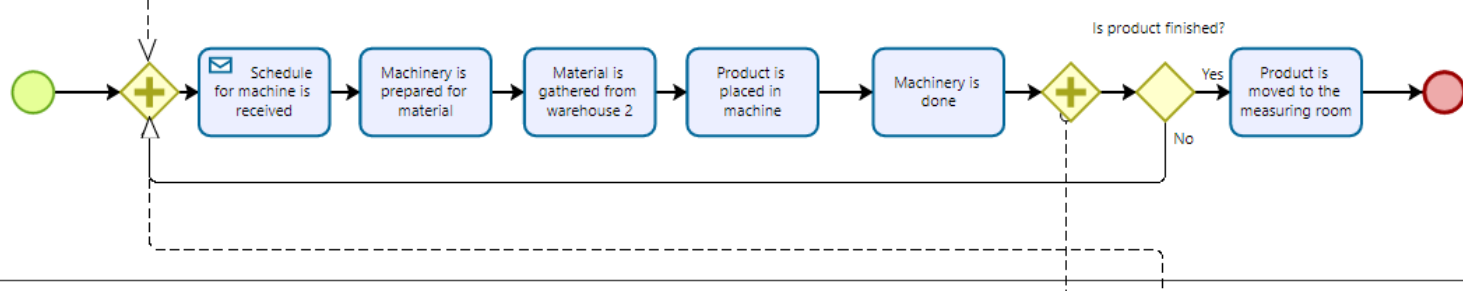 Is product finished?
Schedule
for machine is
received
Machinery is
prepared for
material
Material is
gathered from
warehouse 2
Product is
placed in
machine
Machinery is
done
Yes
No
Product is
moved to the
measuring room